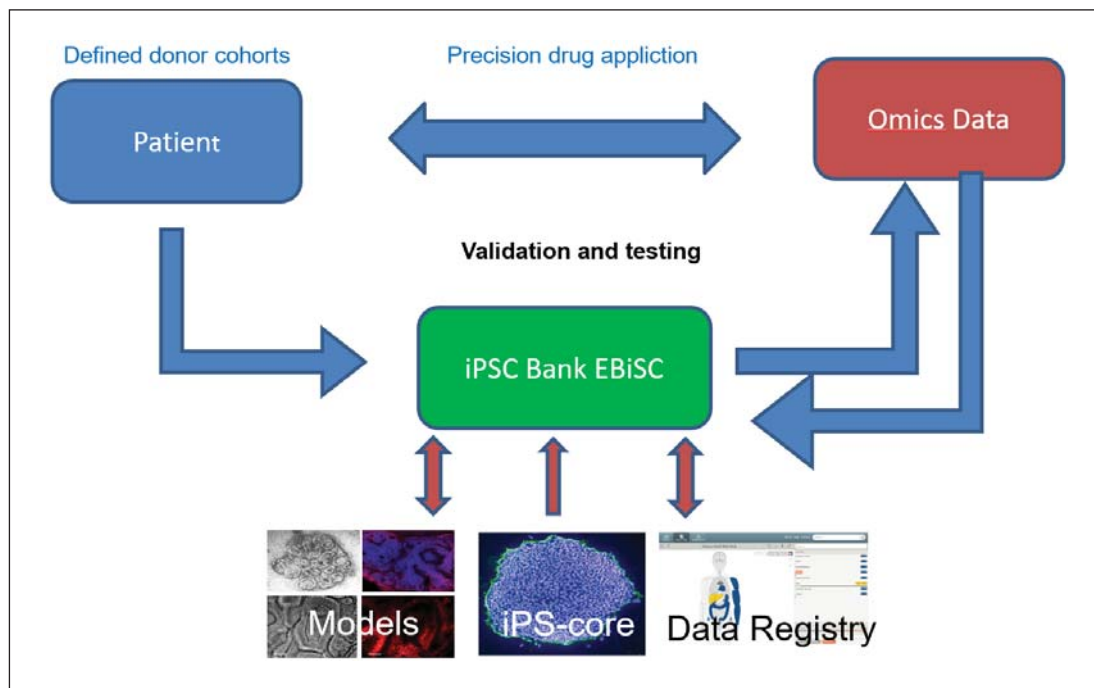 Defined donor cohorts
Precision drug appliction
Patient
Omics Data
Validation and testing
iPSC Bank EBiSC
Models
iPS-core
Data Registry